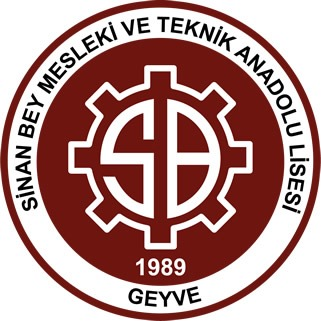 SİNAN BEY MESLEKİ VE TEKNİK ANADOLU LİSESİ
SB
1989
GEYVE